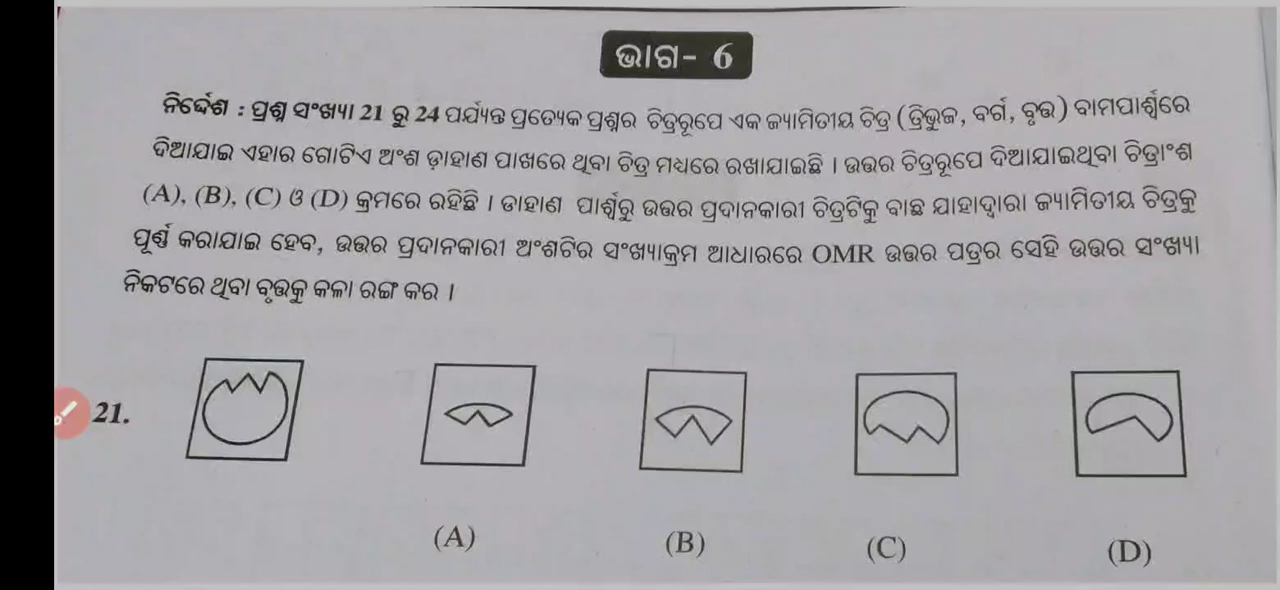 ଭାଗ- 6
ନିର୍ଦ୍ଦେଶ : ପ୍ରଶ୍ନ ସଂଖ୍ୟା 21 ରୁ 24 ପର୍ଯ୍ୟନ୍ତ ପ୍ରତ୍ୟେକ ପ୍ରଶ୍ନର ଚିତ୍ରରୂପେ ଏକ ଜ୍ୟାମିତୀୟ ଚିତ୍ର (ତ୍ରିଭୁଜ, ବର୍ଗ, ବୃତ୍ତ) ବାମପାର୍ଶ୍ୱରେ
ଦିଆଯାଇ ଏହାର ଗୋଟିଏ ଅଂଶ ଡ଼ାହାଣ ପାଖରେ ଥିବା ଚିତ୍ର ମଧ୍ୟରେ ରଖାଯାଇଛି । ଉତ୍ତର ଚିତ୍ରରୂପେ ଦିଆଯାଇଥିବା ଚିତ୍ରାଂଶ
(A), (B), (C) ଓ (D) କ୍ରମରେ ରହିଛି । ଡାହାଣ ପାର୍ଶ୍ୱରୁ ଉତ୍ତର ପ୍ରଦାନକାରୀ ଚିତ୍ରଟିକୁ ବାଛ ଯାହାଦ୍ୱାରା ଜ୍ୟାମିତୀୟ ଚିତ୍ରକୁ
ପୂର୍ଣ୍ଣ କରାଯାଇ ହେବ, ଉତ୍ତର ପ୍ରଦାନକାରୀ ଅଂଶଟିର ସଂଖ୍ୟାକ୍ରମ ଆଧାରରେ OMR ଉତ୍ତର ପତ୍ରର ସେହି ଉତ୍ତର ସଂଖ୍ୟା
ନିକଟରେ ଥିବା ବୃତ୍ତକୁ କଳା ରଙ୍ଗ କର ।
21.
(A) (B) (C) (D)